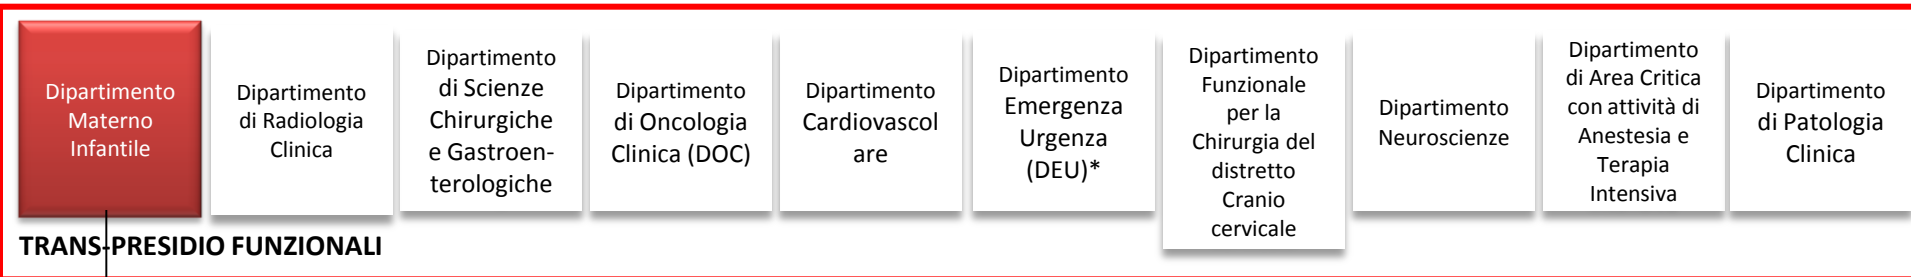 Dipartimento
Materno
Infantile
Dipartimento
di Radiologia
Clinica
Dipartimento
di Scienze
Chirurgiche
e Gastroen-
terologiche
Dipartimento
di Oncologia
Clinica (DOC)
Dipartimento
Cardiovascol
are
Dipartimento
Emergenza
Urgenza
(DEU)*
Dipartimento
Funzionale
per la
Chirurgia del
distretto
Cranio
cervicale
Dipartimento
Neuroscienze
Dipartimento
di Area Critica
con attività di
Anestesia e
Terapia
Intensiva
Dipartimento
di Patologia
Clinica
TRANS-PRESIDIO FUNZIONALI